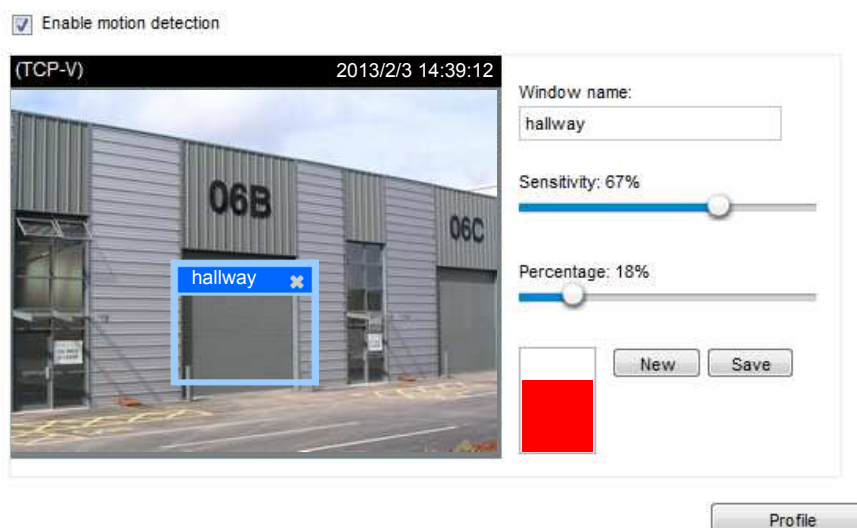 Enable motion detection
(TCP-V) 2013/2/3 14:39:12
Window name:
hallway
Sensitivity: 67%
06B
06C
hallway
Percentage: 18%
New Save
Profile